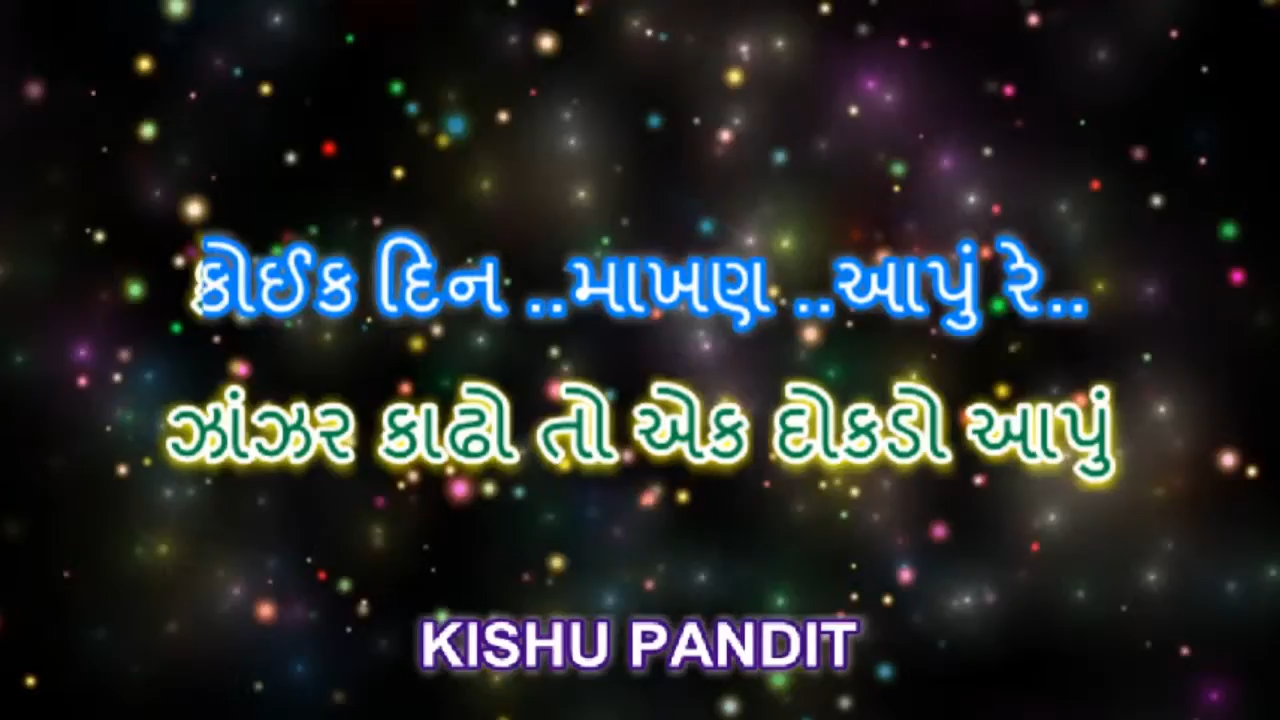 કોઈક દિન ..માખણ ..આપું રે..
ઝાંઝર કાઢો તો એક દોકડો આપું
KISHU PANDIT